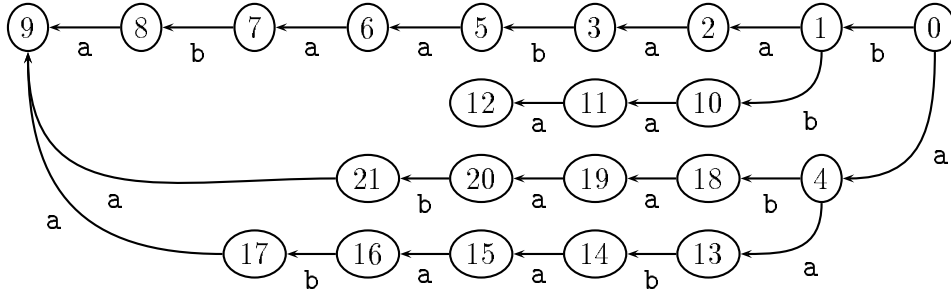 9 8 7 6 5 3 2 1 0
a b a a b a a b
12 11 10
a a b
a
21 20 19 18 4
a b a a b
a
17 16 15 14 13
b a a b a